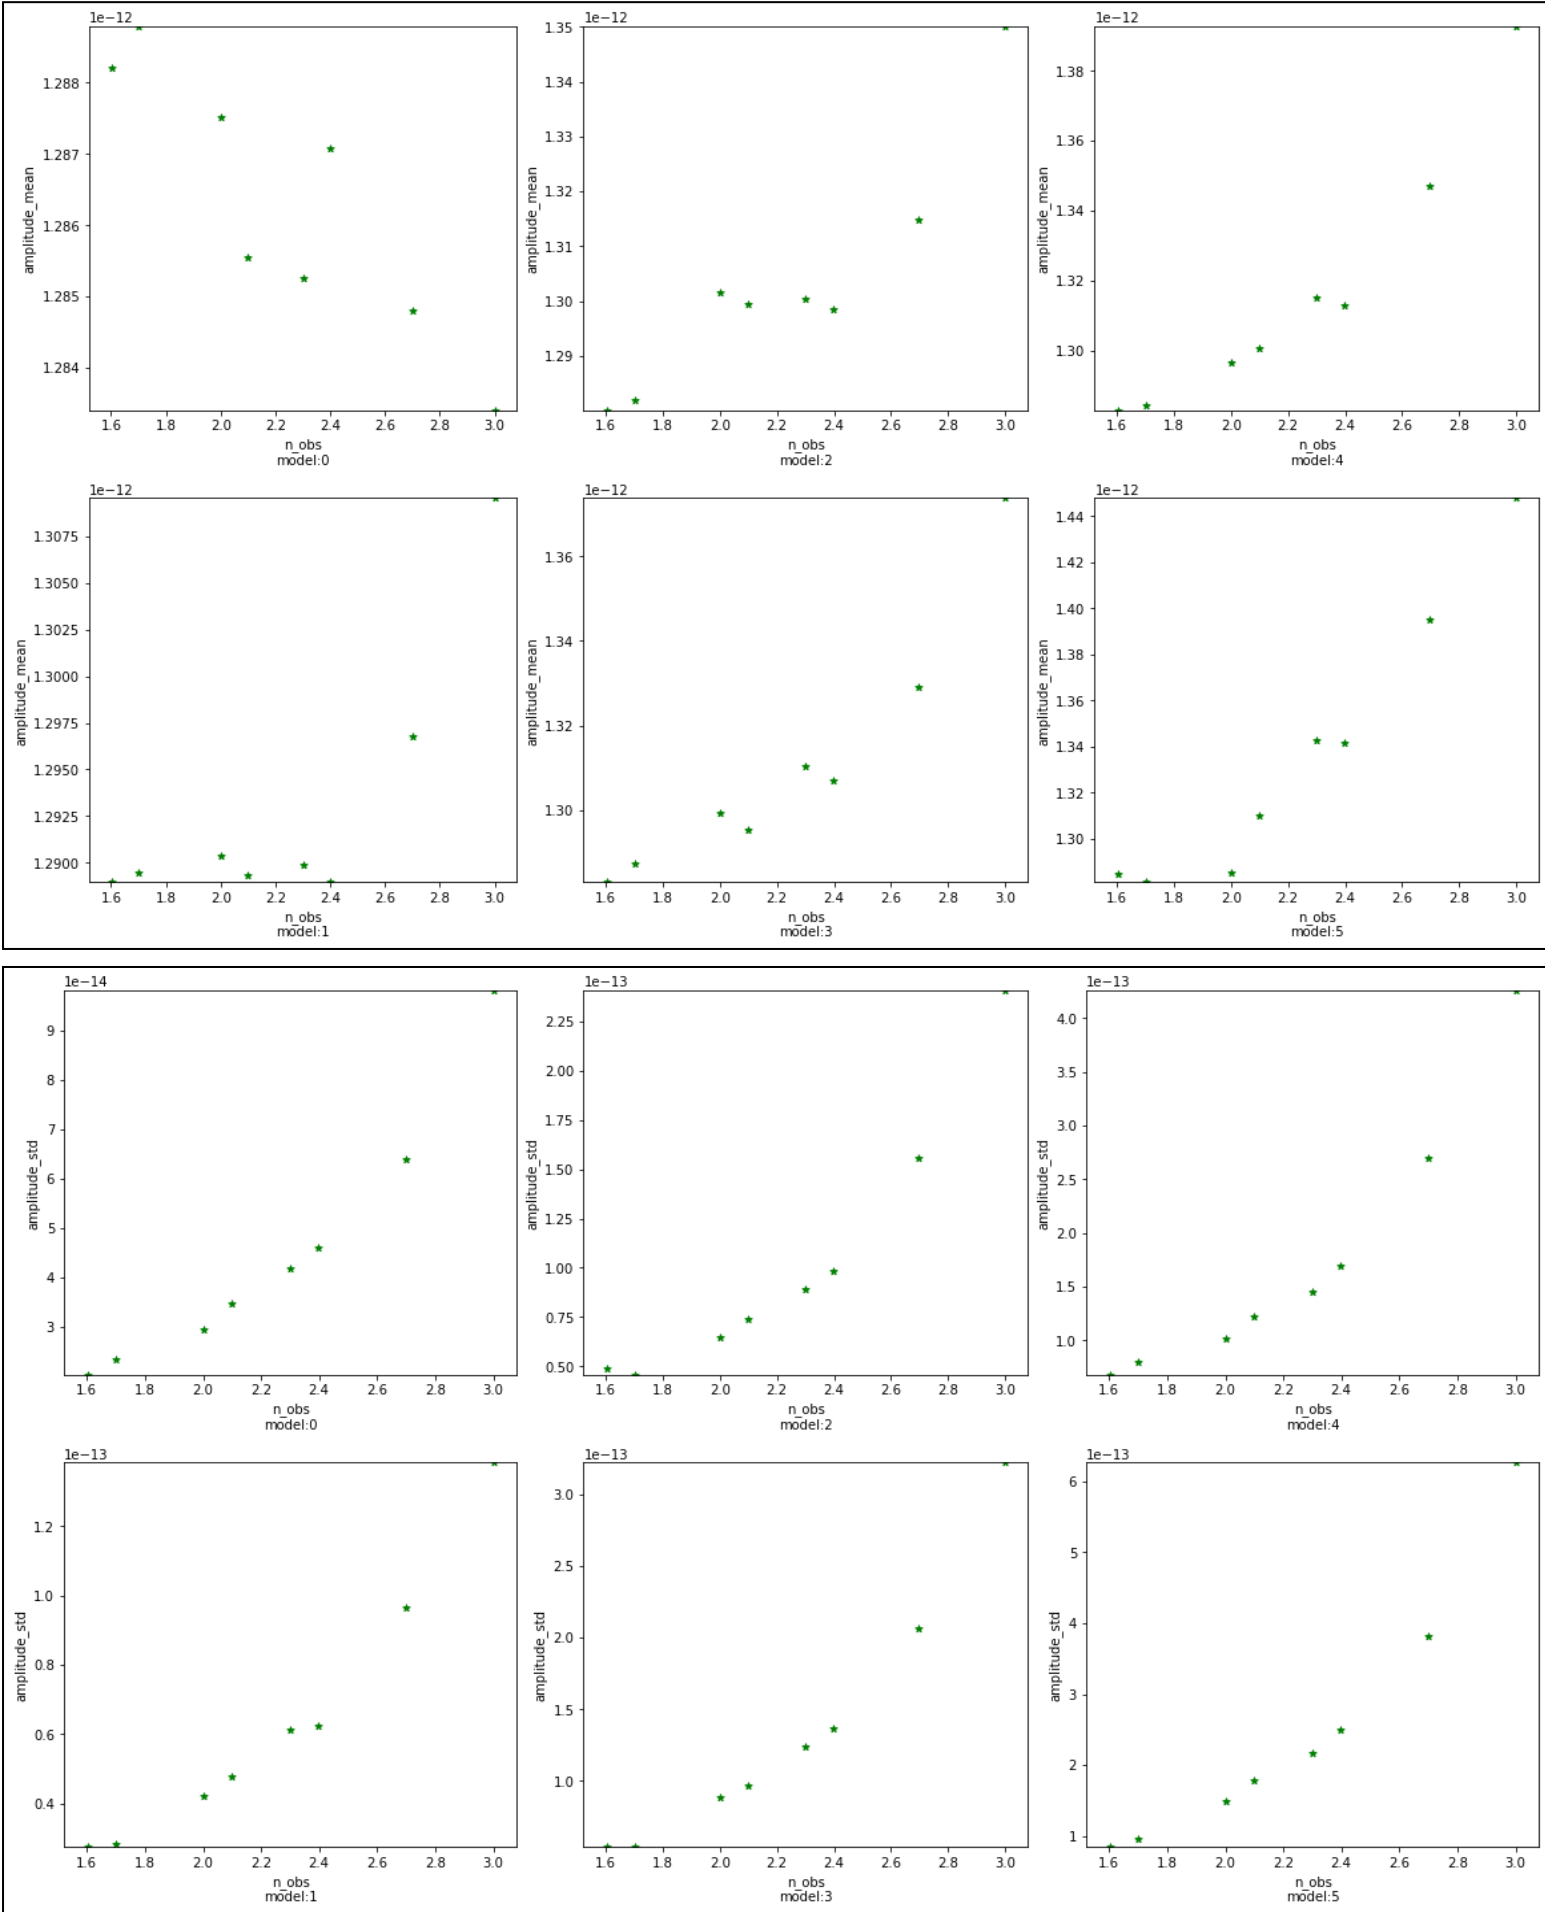 1e−12
1.288
1.287
1.286
1.285
1.284
amplitude_mean
1.6 1.8 2.0 2.2 2.4 2.6 2.8 3.0
n_obs
model:0
1e−12
1.35
1.34
1.33
1.32
1.31
1.30
1.29
amplitude_mean
1.6 1.8 2.0 2.2 2.4 2.6 2.8 3.0
n_obs
model:2
1e−12
1.38
1.36
1.34
1.32
1.30
amplitude_mean
1.6 1.8 2.0 2.2 2.4 2.6 2.8 3.0
n_obs
model:4
1e−12
1.3075
1.3050
1.3025
1.3000
1.2975
1.2950
1.2925
1.2900
amplitude_mean
1.6 1.8 2.0 2.2 2.4 2.6 2.8 3.0
n_obs
model:1
1e−12
1.36
1.34
1.32
1.30
amplitude_mean
1.6 1.8 2.0 2.2 2.4 2.6 2.8 3.0
n_obs
model:3
1e−12
1.44
1.42
1.40
1.38
1.36
1.34
1.32
1.30
amplitude_mean
1.6 1.8 2.0 2.2 2.4 2.6 2.8 3.0
n_obs
model:5
1e−14
9
8
7
6
5
4
3
amplitude_std
1.6 1.8 2.0 2.2 2.4 2.6 2.8 3.0
n_obs
model:0
1e−13
2.25
2.00
1.75
1.50
1.25
1.00
0.75
0.50
amplitude_std
1.6 1.8 2.0 2.2 2.4 2.6 2.8 3.0
n_obs
model:2
1e−13
4.0
3.5
3.0
2.5
2.0
1.5
1.0
amplitude_std
1.6 1.8 2.0 2.2 2.4 2.6 2.8 3.0
n_obs
model:4
1e−13
1.2
1.0
0.8
0.6
0.4
amplitude_std
1.6 1.8 2.0 2.2 2.4 2.6 2.8 3.0
n_obs
model:1
1e−13
3.0
2.5
2.0
1.5
1.0
amplitude_std
1.6 1.8 2.0 2.2 2.4 2.6 2.8 3.0
n_obs
model:3
1e−13
6
5
4
3
2
1
amplitude_std
1.6 1.8 2.0 2.2 2.4 2.6 2.8 3.0
n_obs
model:5